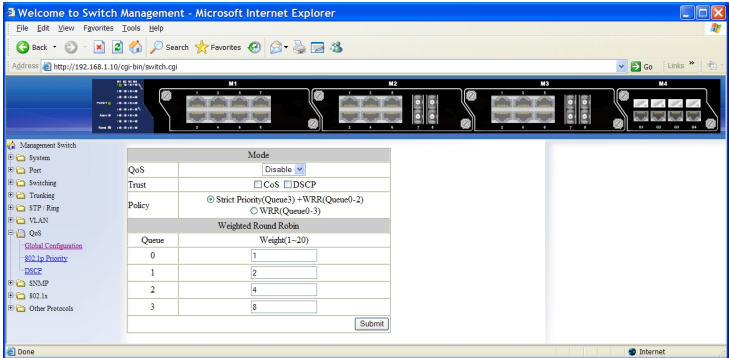 Welcome to Switch Management - Microsoft Internet Explorer
File Edit View Favorites Tools Help
Back Search Favorites
Address http://192.168.1.10/cgi-bin/switch.cgi Go Links »
M1 M2 M3 M4
Management Switch
System
Port
Switching
Trunking
STP / Ring
VLAN
QoS
Global Configuration
802.1p Priority
DSCP
SNMP
802.1x
Other Protocols
Mode
QoS Disable
Trust CoS DSCP
Policy Strict Priority(Queue3) +WRR(Queue0-2)
WRR(Queue0-3)
Weighted Round Robin
Queue Weight(1~20)
0 1
1 2
2 4
3 8
Submit
Done Internet